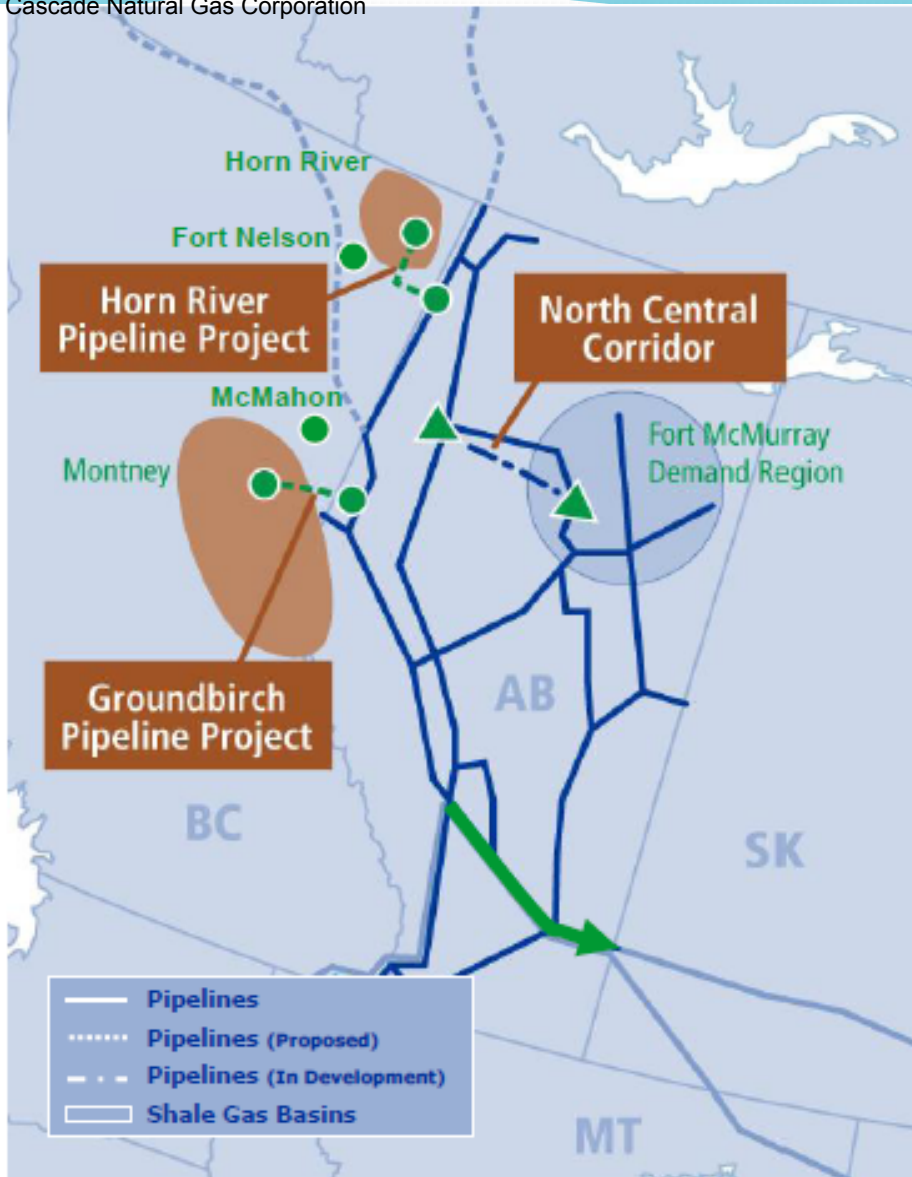 Cascade Natural Gas Corporation
Horn River
Fort Nelson
Horn River
Pipeline Project
North Central
Corridor
McMahon
Montney
Fort McMurray
Demand Region
Groundbirch
Pipeline Project
AB
BC
SK
Pipelines
Pipelines (Proposed)
Pipelines (In Development)
Shale Gas Basins
MT